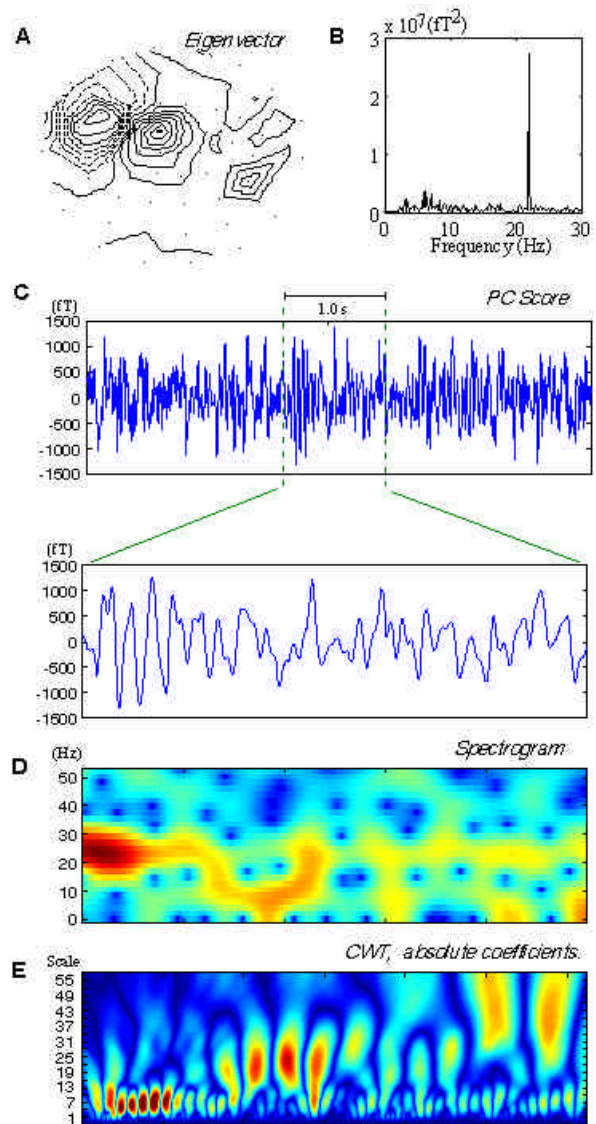 A
Eigenvector
B
x 10⁷(fT²)
3
2
1
0
0 10 20 30
Frequency (Hz)
C
PC Score
(fT)
1.0 s
1500
1000
500
0
-500
-1000
-1500
(fT)
1500
1000
500
0
-500
-1000
-1500
D
(Hz)
Spectrogram
50
40
30
20
10
0
CWT, absolute coefficients.
E
Scale
55
49
43
37
31
25
19
13
7
1